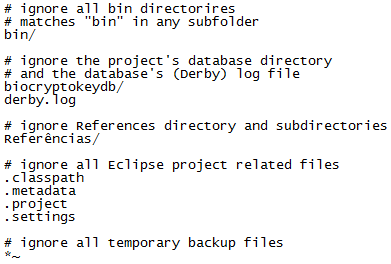 # ignore all bin directorires
# matches "bin" in any subfolder
bin/

# ignore the project's database directory
# and the database's (Derby) log file
biocryptokeydb/
derby.log

# ignore References directory and subdirectories
Referências/

# ignore all Eclipse project related files
.classpath
.metadata
.project
.settings

# ignore all temporary backup files
*~